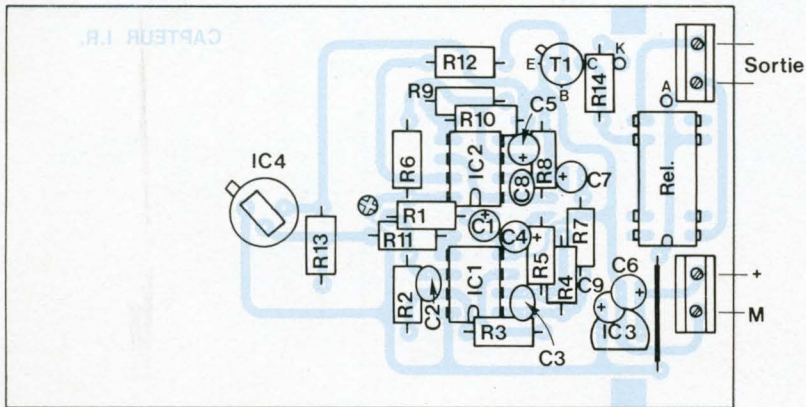 CAPTEUR I.R.
R12
E
T1
C
K
B
R14
Sortie
R9
R10
C5
A
R6
IC2
C8
R8
C7
Rel.
IC4
R1
R11
C1
C4
R13
R7
R5
R4
C6
C9
+
R2
C2
IC1
R3
C3
IC3
M